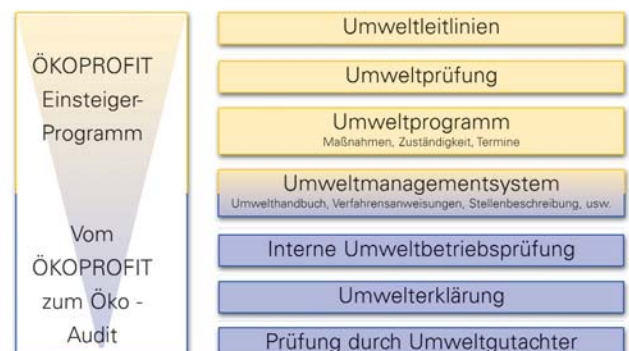 ÖKOPROFIT
Einsteiger-
Programm
Vom
ÖKOPROFIT
zum Öko -
Audit
Umweltleitlinien
Umweltprüfung
Umweltprogramm
Maßnahmen, Zuständigkeit, Termine
Umweltmanagementsystem
Umwelthandbuch, Verfahrensanweisungen, Stellenbeschreibung, usw.
Interne Umweltbetriebsprüfung
Umwelterklärung
Prüfung durch Umweltgutachter